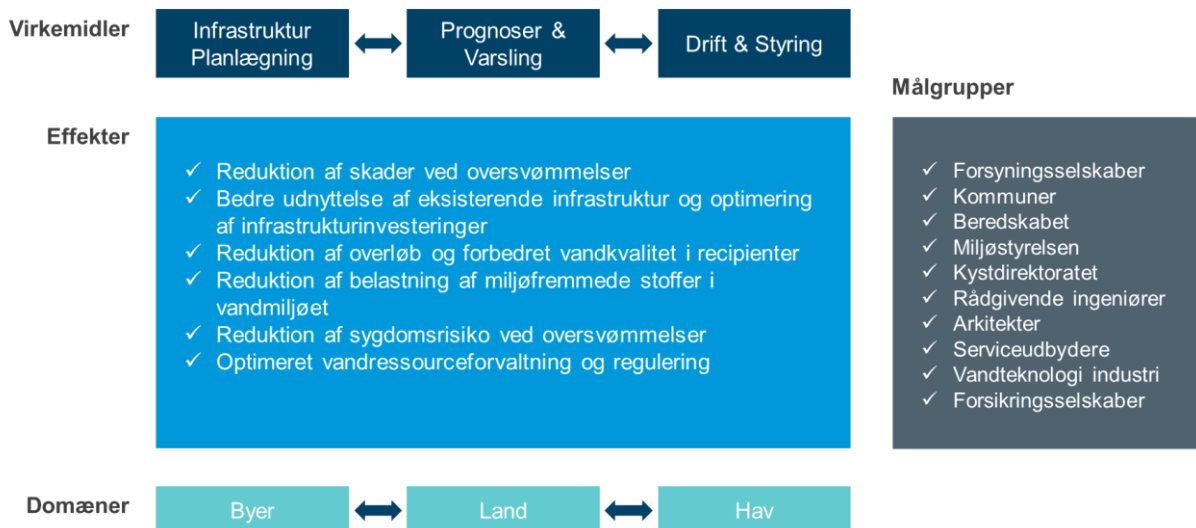 Virkemidler
Infrastruktur
Planlægning
Prognoser &
Varsling
Drift & Styring
Målgrupper
Effekter
✓ Reduktion af skader ved oversvømmelser
✓ Bedre udnyttelse af eksisterende infrastruktur og optimering
af infrastrukturinvesteringer
✓ Reduktion af overløb og forbedret vandkvalitet i recipienter
✓ Reduktion af belastning af miljøfremmede stoffer i
vandmiljøet
✓ Reduktion af sygdomsrisiko ved oversvømmelser
✓ Optimeret vandressourceforvaltning og regulering
✓ Forsyningsselskaber
✓ Kommuner
✓ Beredskabet
✓ Miljøstyrelsen
✓ Kystdirektoratet
✓ Rådgivende ingeniører
✓ Arkitekter
✓ Serviceudbydere
✓ Vandteknologi industri
✓ Forsikringsselskaber
Domæner
Byer
Land
Hav